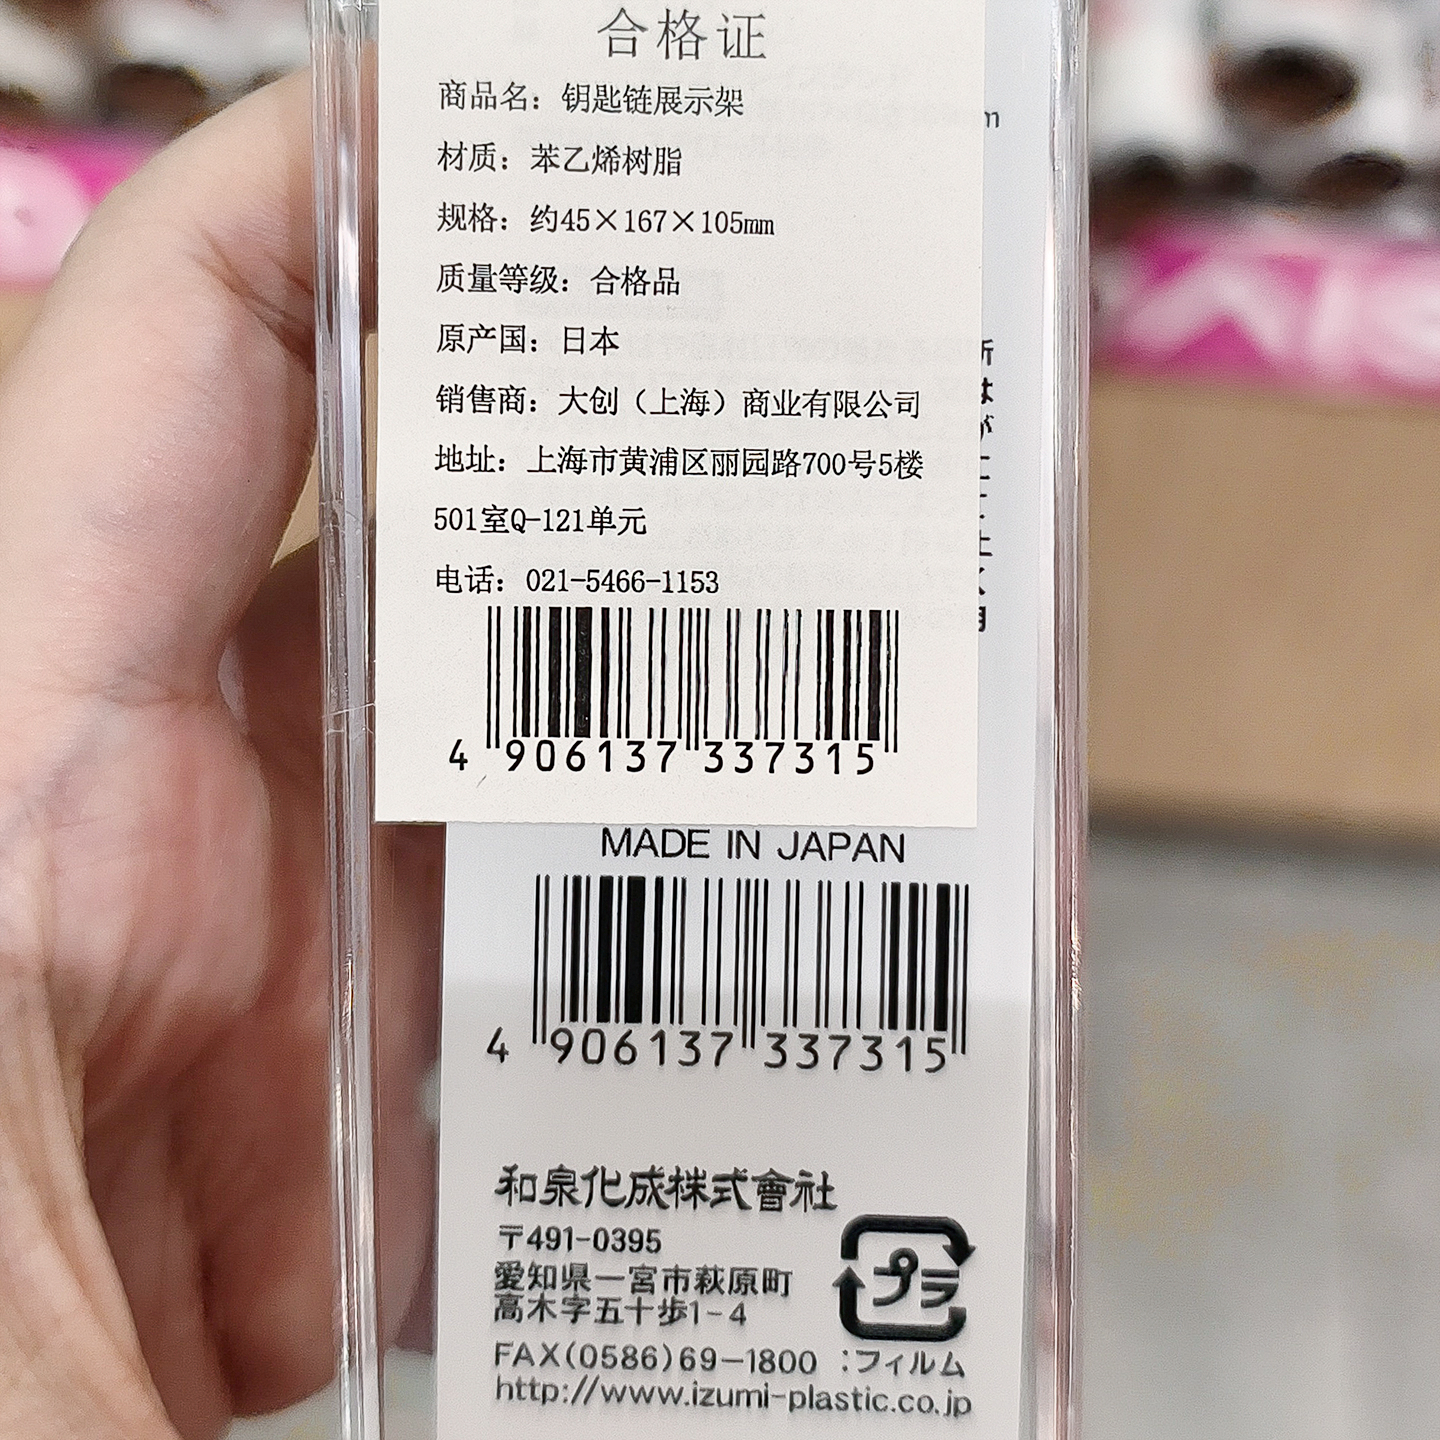 合格证
商品名：钥匙链展示架
材质：苯乙烯树脂
规格：约45×167×105mm
质量等级：合格品
原产国：日本
销售商：大创（上海）商业有限公司
地址：上海市黄浦区丽园路700号5楼
501室Q-121单元
电话：021-5466-1153
4 906137 337315
MADE IN JAPAN
4 906137 337315
和泉化成株式會社
〒491-0395
愛知県一宮市萩原町
高木字五十歩1-4
プラ
FAX(0586)69-1800 :フィルム
http://www.izumi-plastic.co.jp